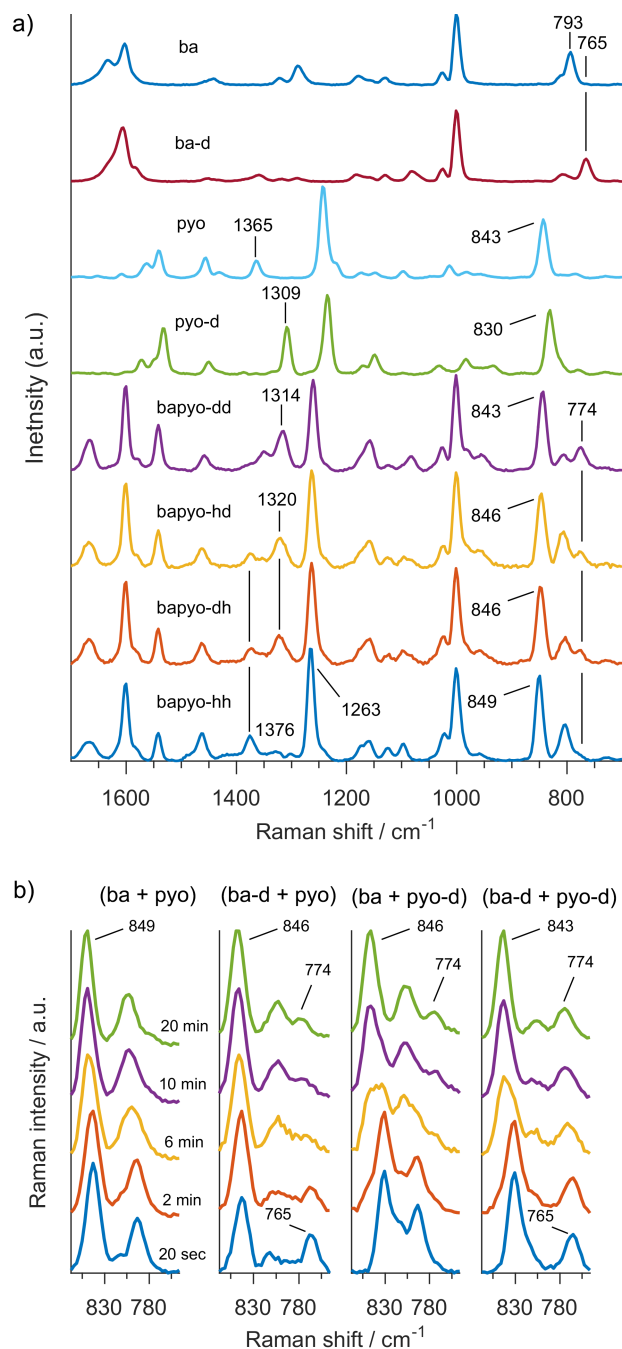 a)
ba
793
765
ba-d
pyo
1365
843
pyo-d
1309
830
bapyo-dd
1314
843
774
bapyo-hd
1320
846
bapyo-dh
846
bapyo-hh
1376
1263
849
Inetnsity (a.u.)
1600 1400 1200 1000 800
Raman shift / cm-1
b)
(ba + pyo) (ba-d + pyo) (ba + pyo-d) (ba-d + pyo-d)
849 846 846 843
774 774 774
20 min
10 min
6 min
2 min
20 sec
765 765
Raman intensity / a.u.
830 780 830 780 830 780 830 780
Raman shift / cm-1